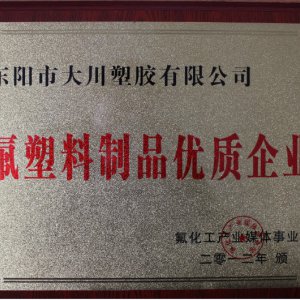 东阳市大川塑胶有限公司
氟塑料制品优质企业
氟化工产业媒体事业
二零一二年 颁